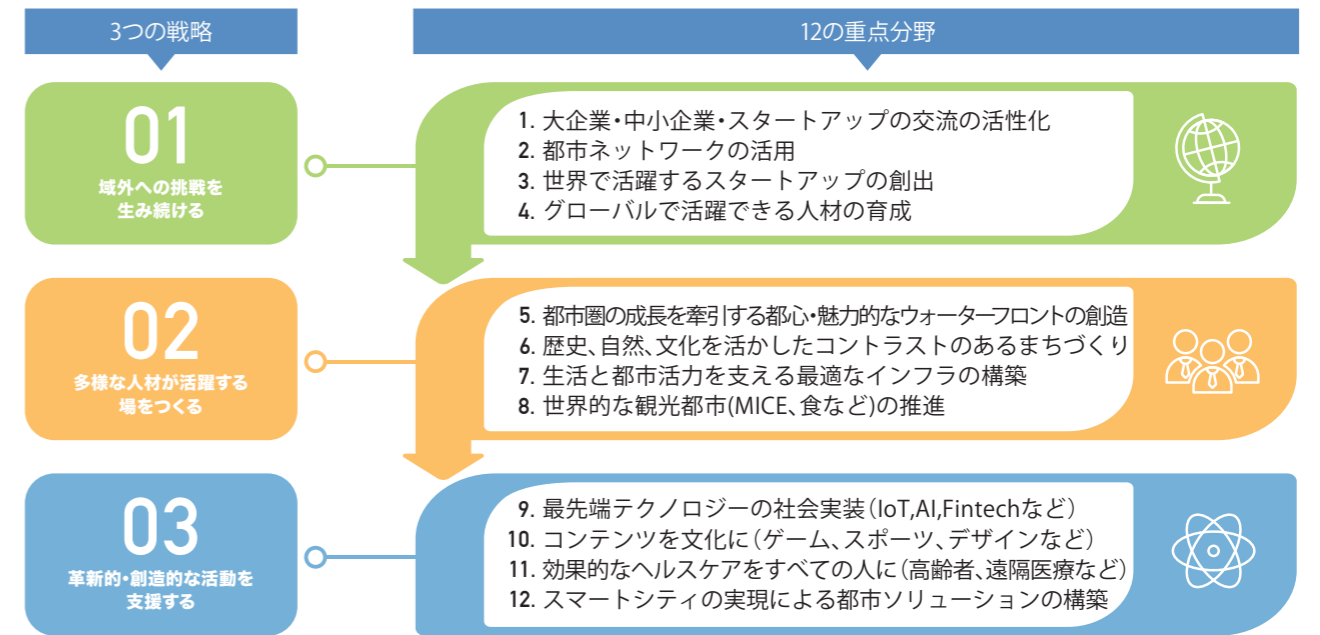 3つの戦略
12の重点分野
01
域外への挑戦を
生み続ける
1. 大企業・中小企業・スタートアップの交流の活性化
2. 都市ネットワークの活用
3. 世界で活躍するスタートアップの創出
4. グローバルで活躍できる人材の育成
02
多様な人材が活躍する
場をつくる
5. 都市圏の成長を牽引する都心・魅力的なウォーターフロントの創造
6. 歴史、自然、文化を活かしたコントラストのあるまちづくり
7. 生活と都市活力を支える最適なインフラの構築
8. 世界的な観光都市(MICE、食など)の推進
03
革新的・創造的な活動を
支援する
9. 最先端テクノロジーの社会実装（IoT,AI,Fintechなど）
10. コンテンツを文化に（ゲーム、スポーツ、デザインなど）
11. 効果的なヘルスケアをすべての人に（高齢者、遠隔医療など）
12. スマートシティの実現による都市ソリューションの構築